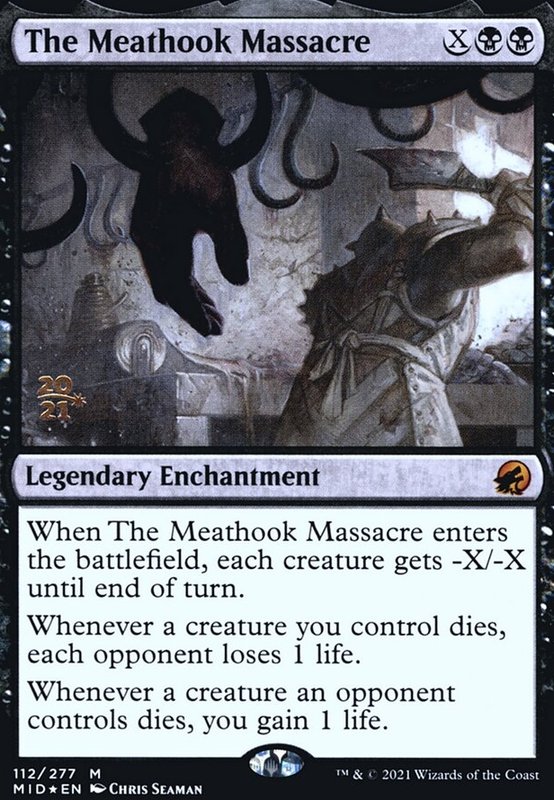 The Meathook Massacre X
20
21
Legendary Enchantment
When The Meathook Massacre enters
the battlefield, each creature gets -X/-X
until end of turn.
Whenever a creature you control dies,
each opponent loses 1 life.
Whenever a creature an opponent
controls dies, you gain 1 life.
112/277 M
MID★EN Chris Seaman
™ & © 2021 Wizards of the Coast